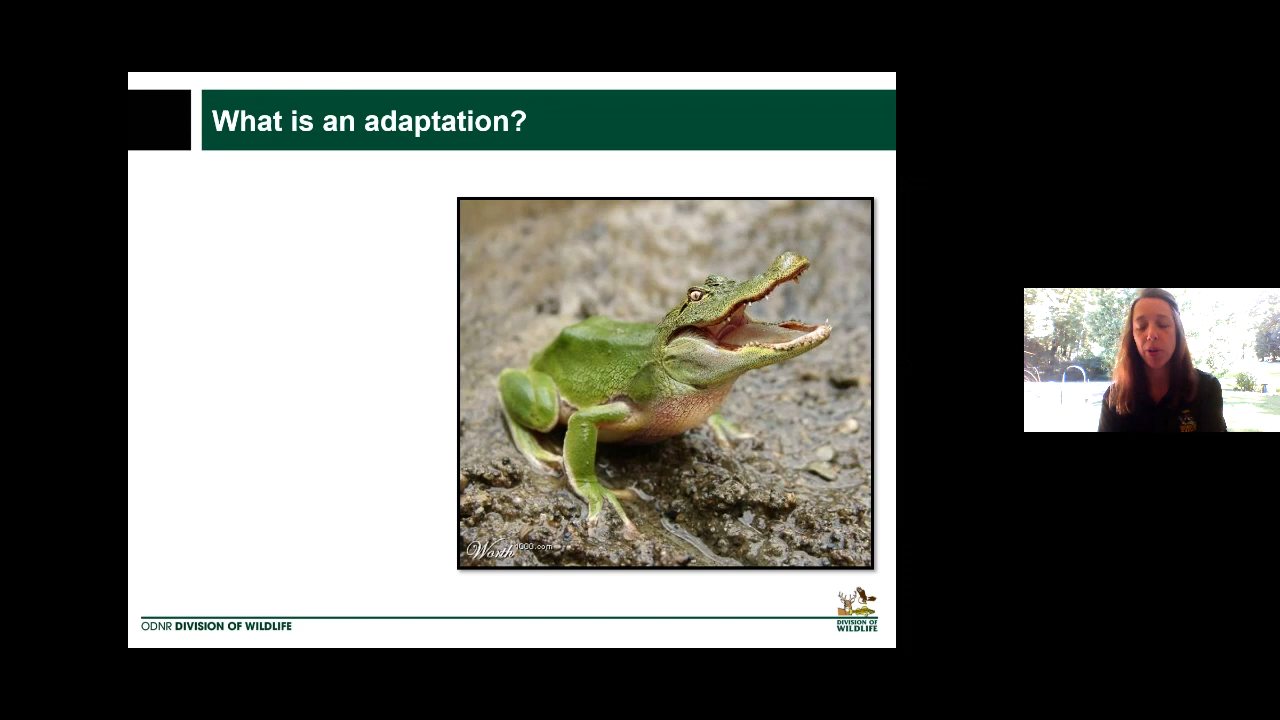 What is an adaptation?
Worth1000.com
ODNR DIVISION OF WILDLIFE
DIVISION OF
WILDLIFE